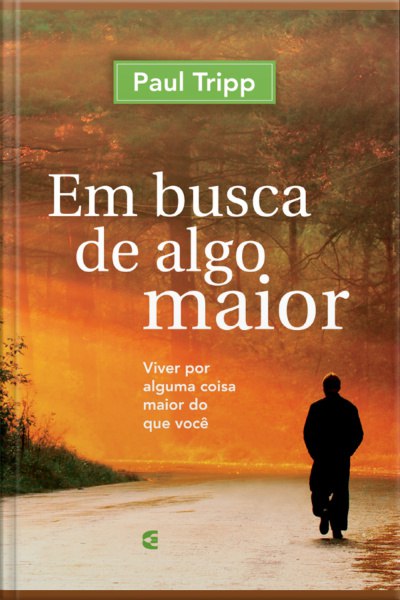 Paul Tripp
Em busca
de algo
maior
Viver por
alguma coisa
maior do
que você